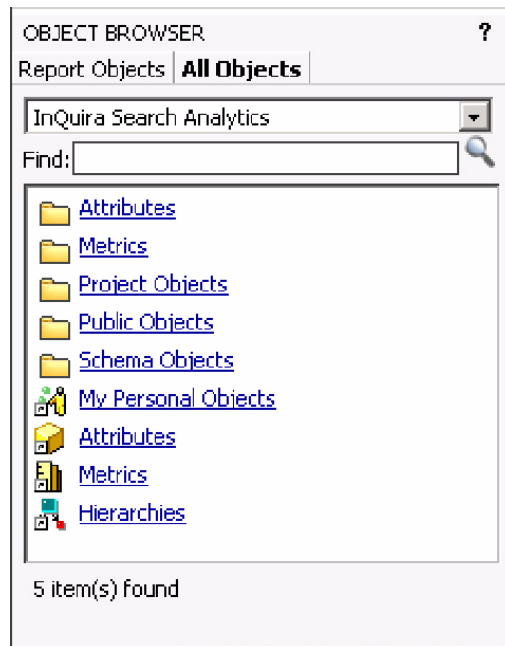 OBJECT BROWSER ?
Report Objects All Objects
InQuira Search Analytics
Find:
Attributes
Metrics
Project Objects
Public Objects
Schema Objects
My Personal Objects
Attributes
Metrics
Hierarchies
5 item(s) found